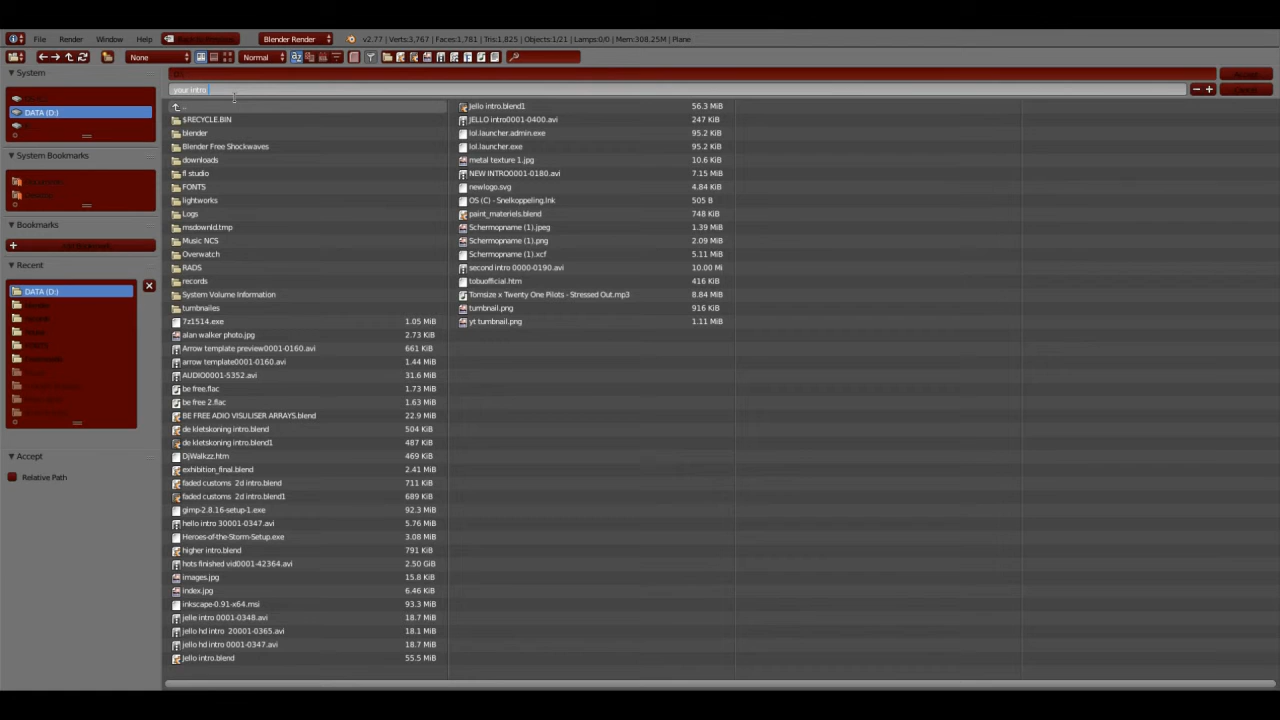 File Render Window Help Blender Render v2.77 | Verts:3,767 | Faces:1,781 | Tris:1,825 | Objects:1/21 | Lamps:0/0 | Mem:308.25M | Plane
None Normal
System
D:\
your intro
DATA (D:)
System Bookmarks
Bookmarks
Recent
DATA (D:)
Accept
Relative Path
..
$RECYCLE.BIN
blender
Blender Free Shockwaves
downloads
fl studio
FONTS
lightworks
Logs
msdownld.tmp
Music NCS
Overwatch
RADS
records
System Volume Information
tumbnailes
7z1514.exe 1.05 MiB
alan walker photo.jpg 2.73 KiB
Arrow template preview0001-0160.avi 661 KiB
arrow template0001-0160.avi 1.44 MiB
AUDIO0001-5352.avi 31.6 MiB
be free.flac 1.73 MiB
be free 2.flac 1.63 MiB
BE FREE ADIO VISULISER ARRAYS.blend 22.9 MiB
de kletskoning intro.blend 504 KiB
de kletskoning intro.blend1 487 KiB
DjWalkzz.htm 469 KiB
exhibition_final.blend 2.41 MiB
faded customs 2d intro.blend 711 KiB
faded customs 2d intro.blend1 689 KiB
gimp-2.8.16-setup-1.exe 92.3 MiB
hello intro 30001-0347.avi 5.76 MiB
Heroes-of-the-Storm-Setup.exe 3.08 MiB
higher intro.blend 791 KiB
hots finished vid0001-42364.avi 2.50 GiB
images.jpg 15.8 KiB
index.jpg 6.46 KiB
inkscape-0.91-x64.msi 93.3 MiB
jelle intro 0001-0348.avi 18.7 MiB
jello hd intro 20001-0365.avi 18.1 MiB
jello hd intro 0001-0347.avi 18.7 MiB
Jello intro.blend 55.5 MiB
Jello intro.blend1 56.3 MiB
JELLO intro0001-0400.avi 247 KiB
lol.launcher.admin.exe 95.2 KiB
lol.launcher.exe 95.2 KiB
metal texture 1.jpg 10.6 KiB
NEW INTRO0001-0180.avi 7.15 MiB
newlogo.svg 4.84 KiB
OS (C) - Snelkoppeling.lnk 505 B
paint_materiels.blend 748 KiB
Schermopname (1).jpeg 1.39 MiB
Schermopname (1).png 2.09 MiB
Schermopname (1).xcf 5.11 MiB
second intro 0000-0190.avi 10.00 Mi
tobuofficial.htm 416 KiB
Tomsize x Twenty One Pilots - Stressed Out.mp3 8.84 MiB
tumbnail.png 916 KiB
yt tumbnail.png 1.11 MiB